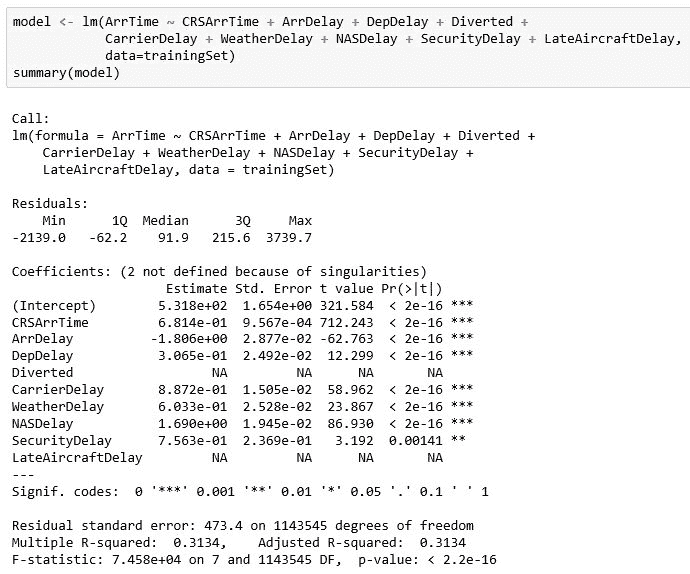 model <- lm(ArrTime ~ CRSArrTime + ArrDelay + DepDelay + Diverted +
CarrierDelay + WeatherDelay + NASDelay + SecurityDelay + LateAircraftDelay,
data=trainingSet)
summary(model)
Call:
lm(formula = ArrTime ~ CRSArrTime + ArrDelay + DepDelay + Diverted +
CarrierDelay + WeatherDelay + NASDelay + SecurityDelay +
LateAircraftDelay, data = trainingSet)
Residuals:
Min 1Q Median 3Q Max
-2139.0 -62.2 91.9 215.6 3739.7
Coefficients: (2 not defined because of singularities)
Estimate Std. Error t value Pr(>|t|)
(Intercept) 5.318e+02 1.654e+00 321.584 < 2e-16 ***
CRSArrTime 6.814e-01 9.567e-04 712.243 < 2e-16 ***
ArrDelay -1.806e+00 2.877e-02 -62.763 < 2e-16 ***
DepDelay 3.065e-01 2.492e-02 12.299 < 2e-16 ***
Diverted NA NA NA NA
CarrierDelay 8.872e-01 1.505e-02 58.962 < 2e-16 ***
WeatherDelay 6.033e-01 2.528e-02 23.867 < 2e-16 ***
NASDelay 1.690e+00 1.945e-02 86.930 < 2e-16 ***
SecurityDelay 7.563e-01 2.369e-01 3.192 0.00141 **
LateAircraftDelay NA NA NA NA
---
Signif. codes: 0 '***' 0.001 '**' 0.01 '*' 0.05 '.' 0.1 ' ' 1
Residual standard error: 473.4 on 1143545 degrees of freedom
Multiple R-squared: 0.3134, Adjusted R-squared: 0.3134
F-statistic: 7.458e+04 on 7 and 1143545 DF, p-value: < 2.2e-16